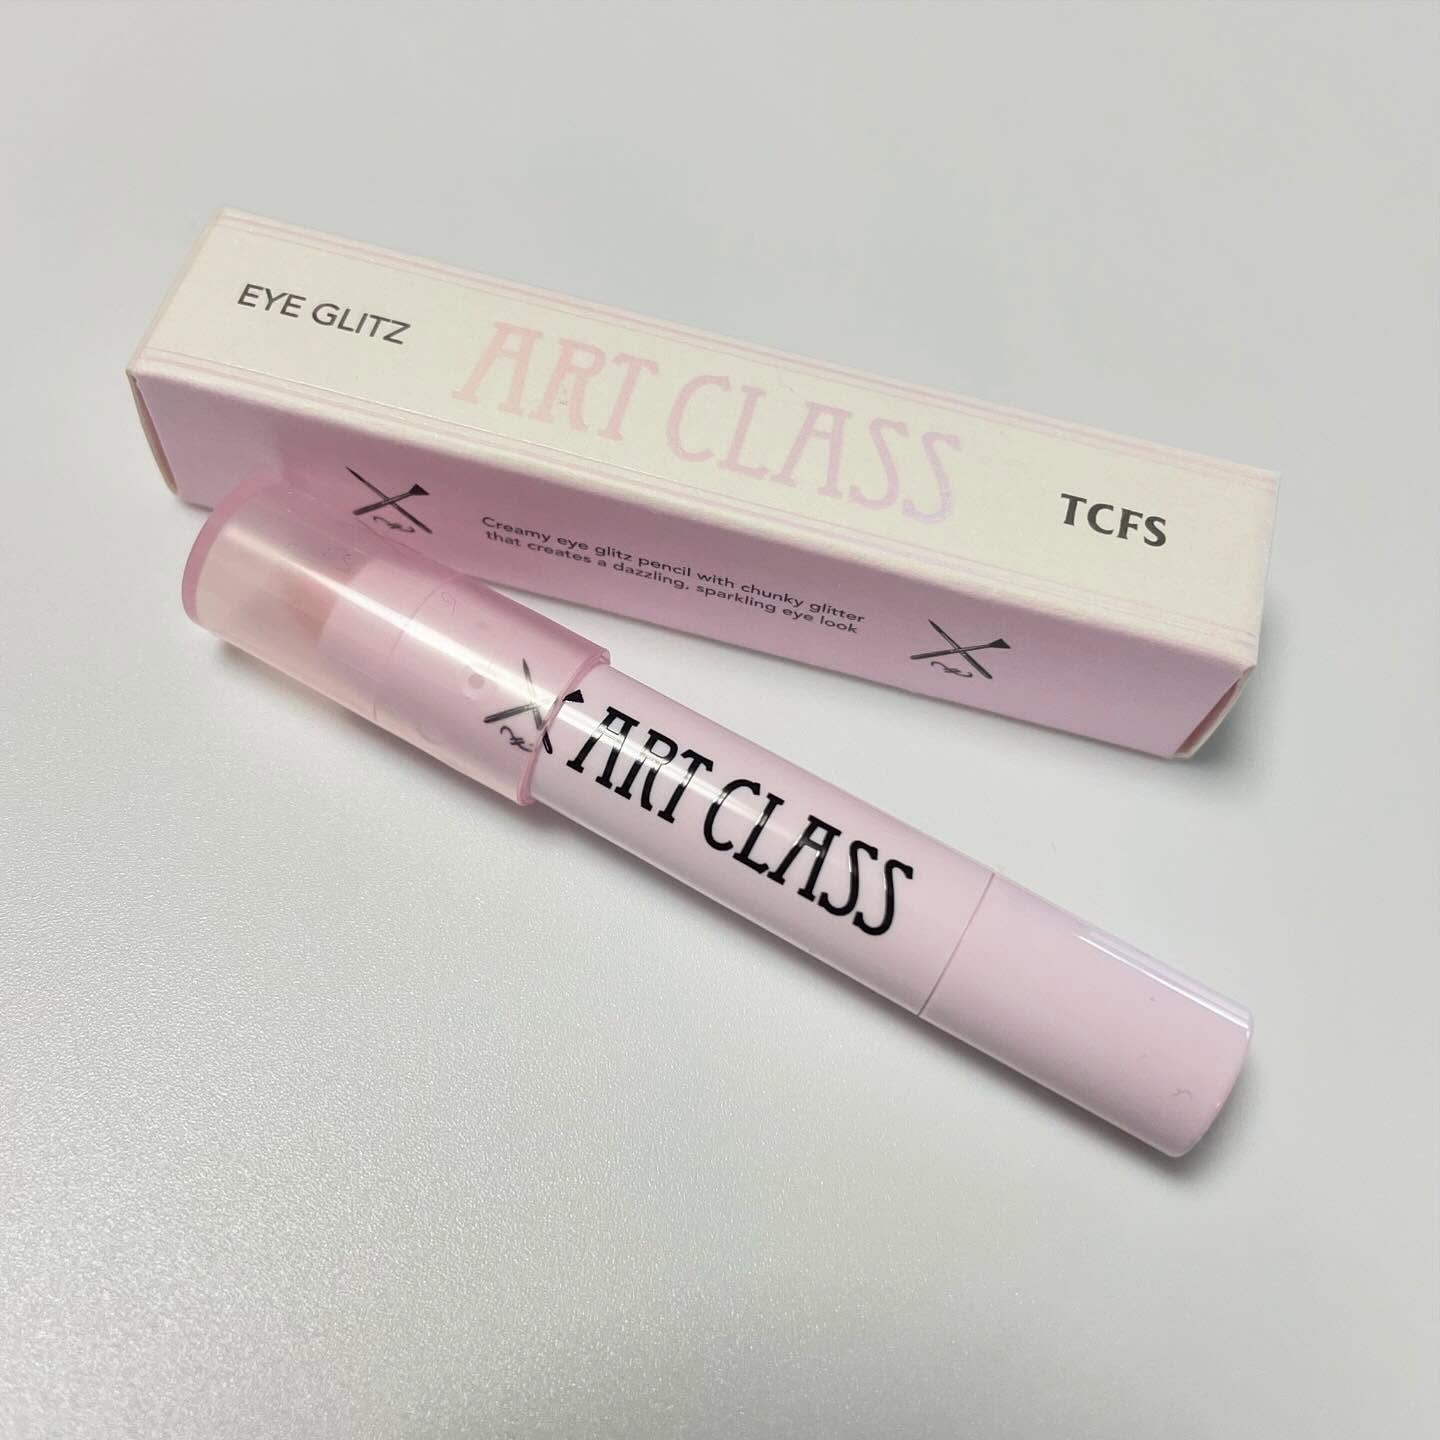 EYE GLITZ
ART CLASS
TCFS
Creamy eye glitz pencil with chunky glitter
that creates a dazzling, sparkling eye look
ART CLASS